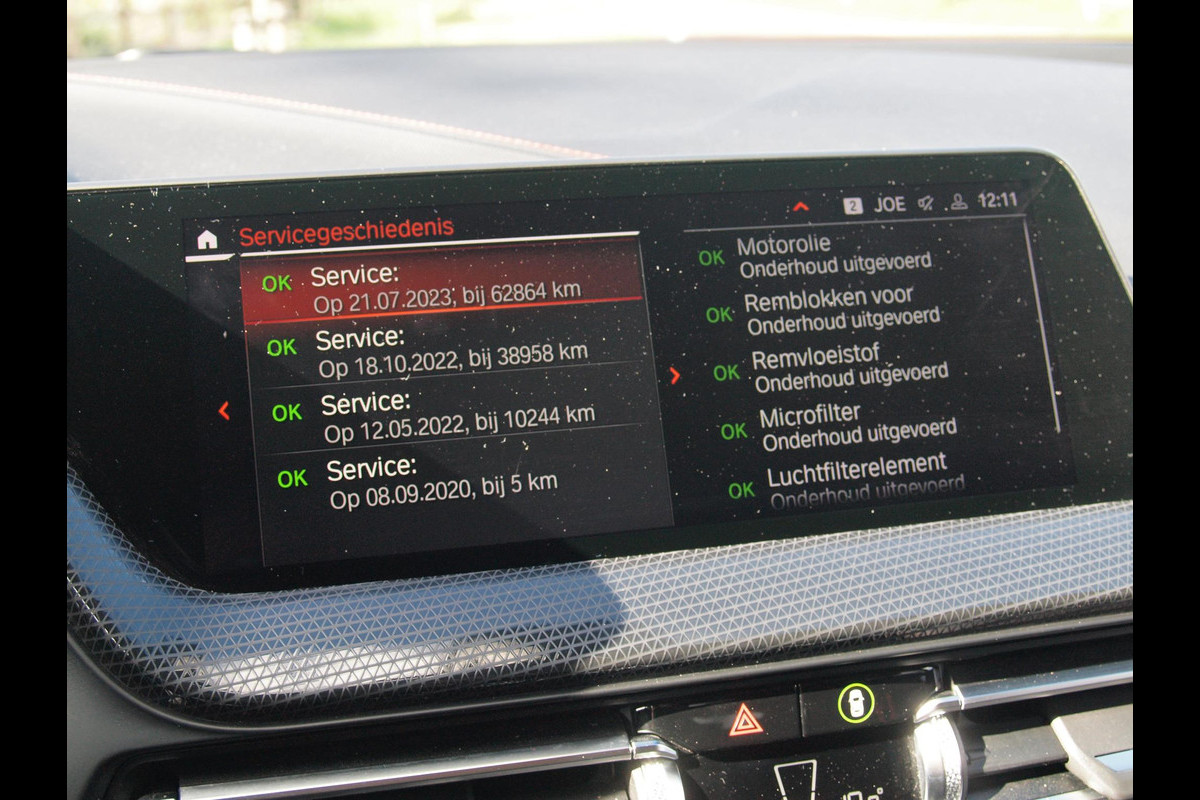 2 JOE 12:11
Servicegeschiedenis
OK Service:
Op 21.07.2023, bij 62864 km
OK Service:
Op 18.10.2022, bij 38958 km
OK Service:
Op 12.05.2022, bij 10244 km
OK Service:
Op 08.09.2020, bij 5 km
OK Motorolie
Onderhoud uitgevoerd
OK Remblokken voor
Onderhoud uitgevoerd
OK Remvloeistof
Onderhoud uitgevoerd
OK Microfilter
Onderhoud uitgevoerd
OK Luchtfilterelement
Onderhoud uitgevoerd